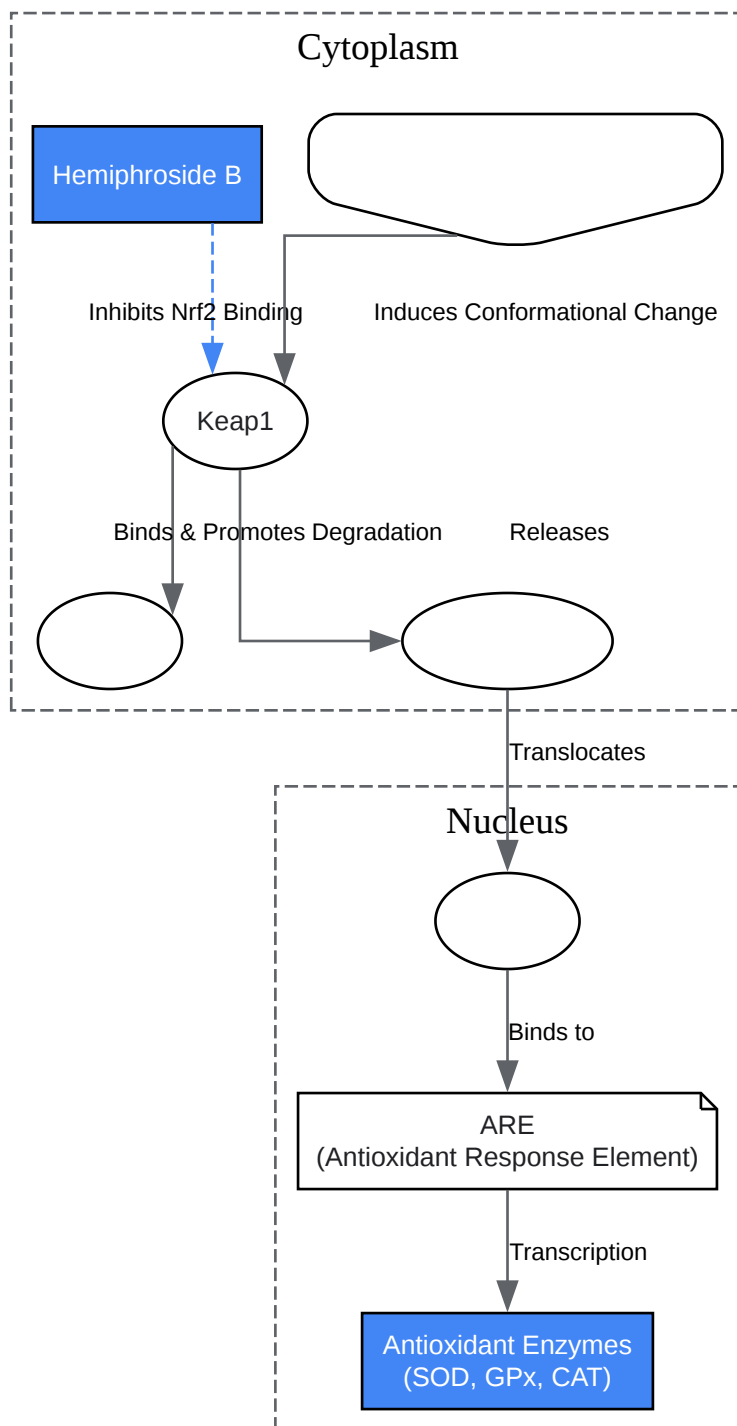 Cytoplasm
Hemiphroside B
Inhibits Nrf2 Binding
Induces Conformational Change
Keap1
Binds & Promotes Degradation
Releases
Translocates
Nucleus
Binds to
ARE
(Antioxidant Response Element)
Transcription
Antioxidant Enzymes
(SOD, GPx, CAT)